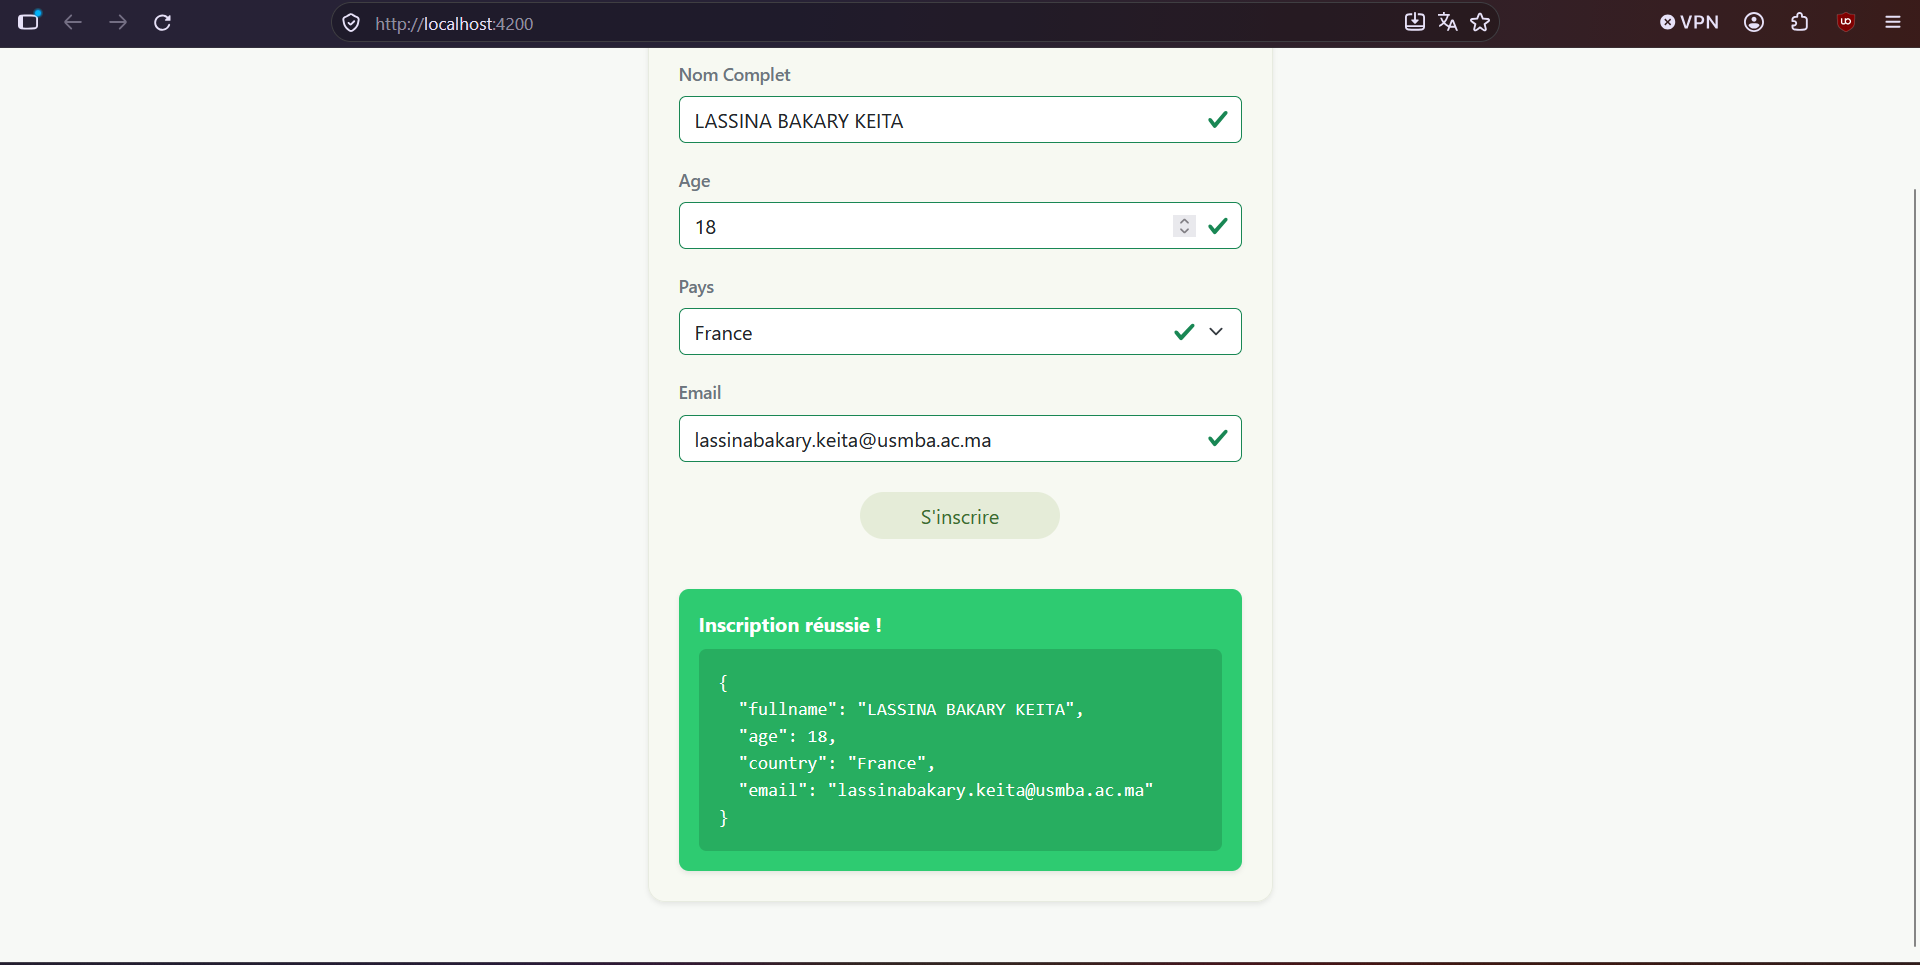 http://localhost:4200
VPN
Nom Complet
LASSINA BAKARY KEITA
Age
18
Pays
France
Email
lassinabakary.keita@usmba.ac.ma
S'inscrire
Inscription réussie !
{
"fullname": "LASSINA BAKARY KEITA",
"age": 18,
"country": "France",
"email": "lassinabakary.keita@usmba.ac.ma"
}